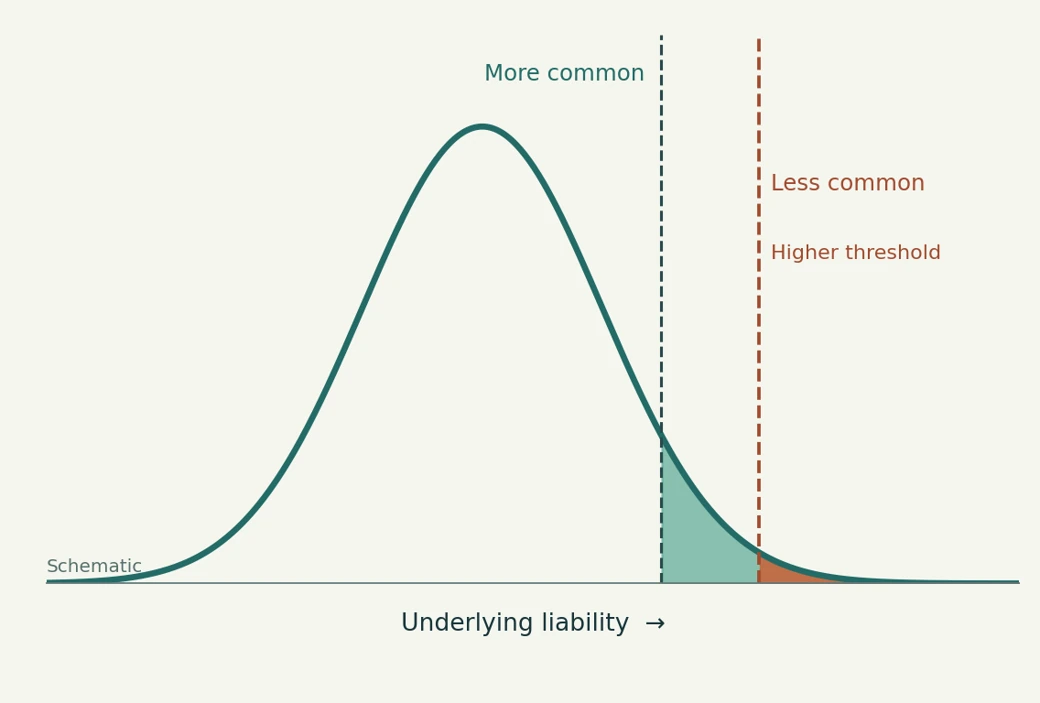 More common
Less common
Higher threshold
Schematic
Underlying liability →